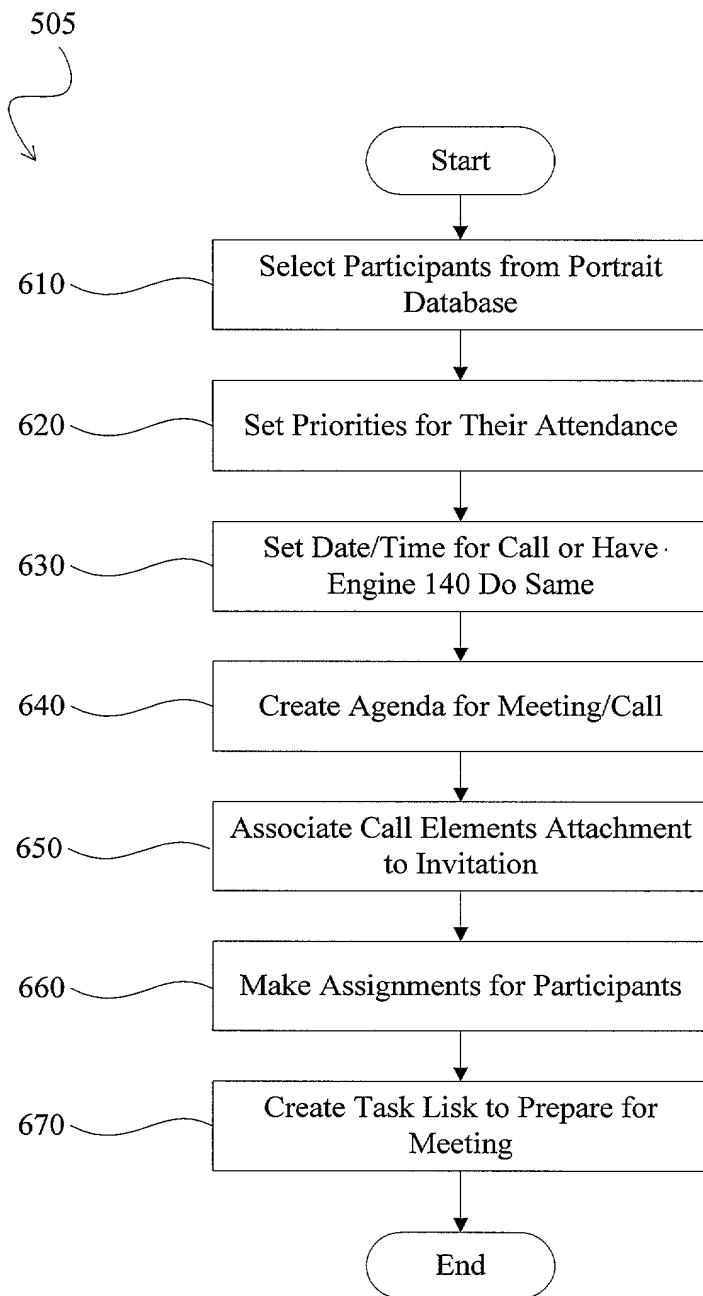 505
Start
610
Select Participants from Portrait
Database
620
Set Priorities for Their Attendance
630
Set Date/Time for Call or Have
Engine 140 Do Same
640
Create Agenda for Meeting/Call
650
Associate Call Elements Attachment
to Invitation
660
Make Assignments for Participants
670
Create Task Lisk to Prepare for
Meeting
End